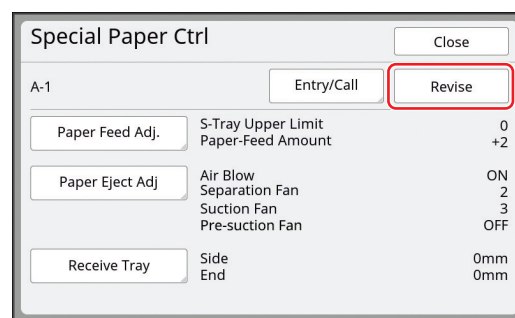 Special Paper Ctrl
Close
A-1
Entry/Call
Revise
Paper Feed Adj.
S-Tray Upper Limit 0
Paper-Feed Amount +2
Paper Eject Adj
Air Blow ON
Separation Fan 2
Suction Fan 3
Pre-suction Fan OFF
Receive Tray
Side 0mm
End 0mm